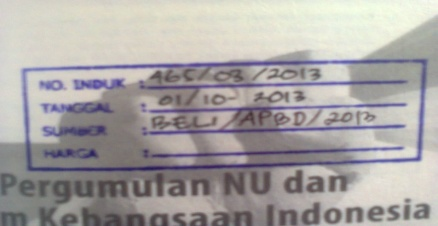 NO. INDUK : 465/03/2013
TANGGAL : 01/10-2013
SUMBER : BELI/APBD/2013
HARGA :
Pergumulan NU dan
m Kebangsaan Indonesia